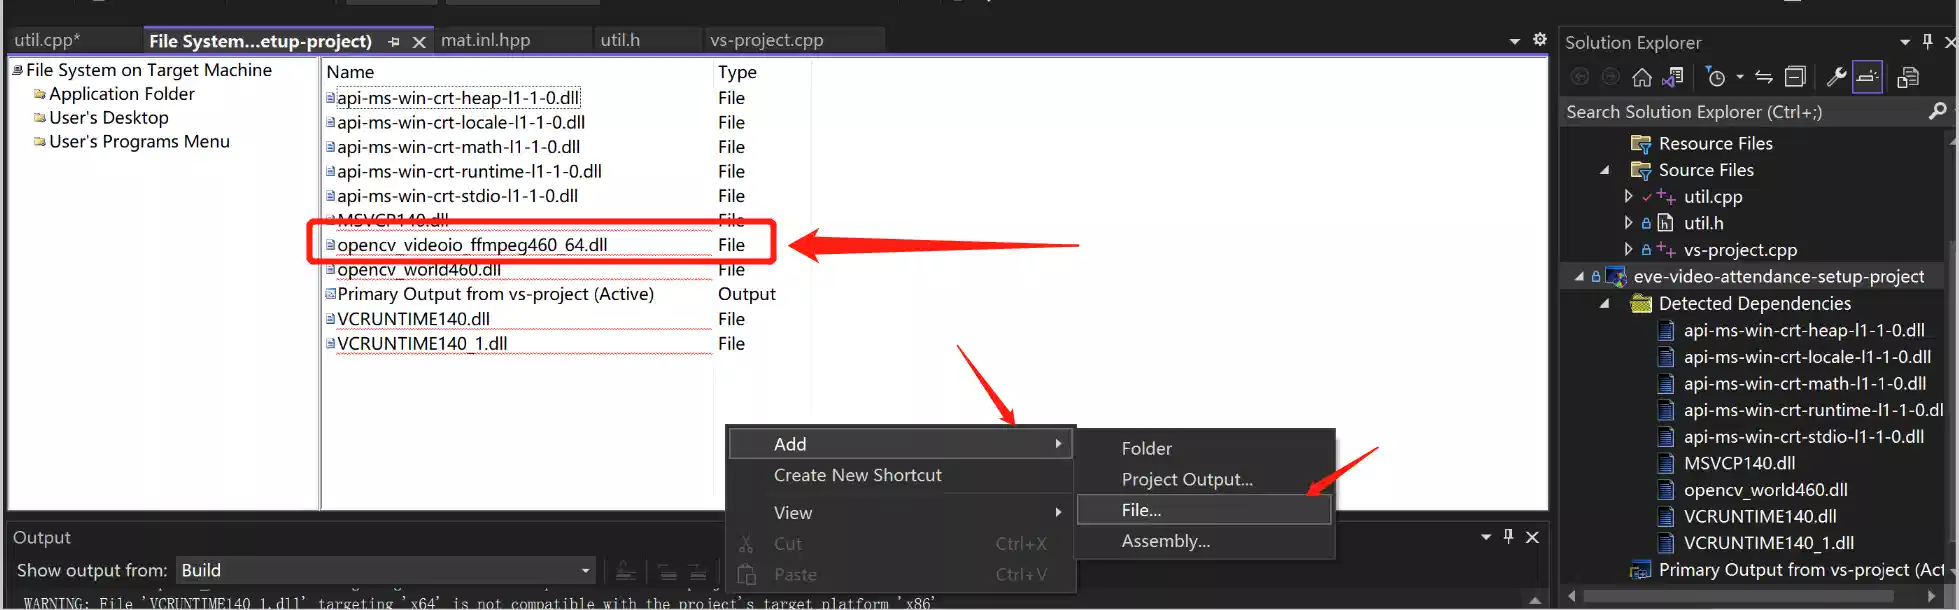 util.cpp*
File System...etup-project)
mat.inl.hpp
util.h
vs-project.cpp
File System on Target Machine
Application Folder
User's Desktop
User's Programs Menu
Name Type
api-ms-win-crt-heap-l1-1-0.dll File
api-ms-win-crt-locale-l1-1-0.dll File
api-ms-win-crt-math-l1-1-0.dll File
api-ms-win-crt-runtime-l1-1-0.dll File
api-ms-win-crt-stdio-l1-1-0.dll File
MSVCP140.dll File
opencv_videoio_ffmpeg460_64.dll File
opencv_world460.dll File
Primary Output from vs-project (Active) Output
VCRUNTIME140.dll File
VCRUNTIME140_1.dll File
Add
Create New Shortcut
View
Cut Ctrl+X
Paste Ctrl+V
Folder
Project Output...
File...
Assembly...
Output
Show output from: Build
WARNING: File 'VCRUNTIME140_1.dll' targeting 'x64' is not compatible with the project's target platform 'x86'
Solution Explorer
Search Solution Explorer (Ctrl+;)
Resource Files
Source Files
util.cpp
util.h
vs-project.cpp
eve-video-attendance-setup-project
Detected Dependencies
api-ms-win-crt-heap-l1-1-0.dll
api-ms-win-crt-locale-l1-1-0.dll
api-ms-win-crt-math-l1-1-0.dll
api-ms-win-crt-runtime-l1-1-0.dl
api-ms-win-crt-stdio-l1-1-0.dll
MSVCP140.dll
opencv_world460.dll
VCRUNTIME140.dll
VCRUNTIME140_1.dll
Primary Output from vs-project (Act